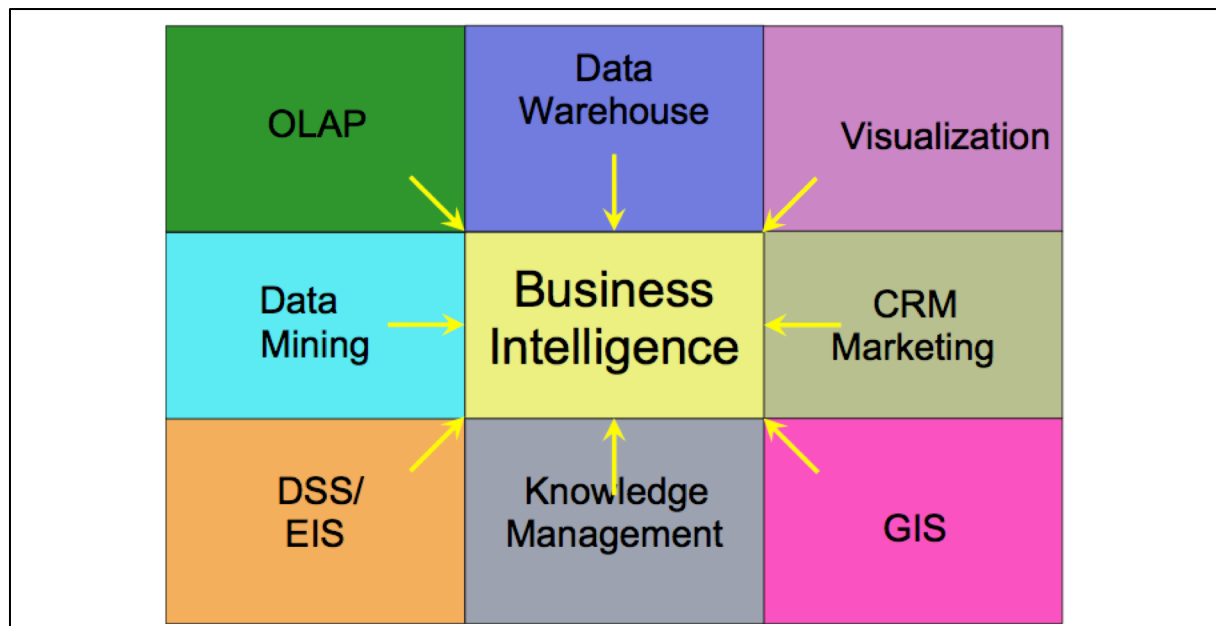 OLAP
Data
Warehouse
Visualization
Data
Mining
Business
Intelligence
CRM
Marketing
DSS/
EIS
Knowledge
Management
GIS